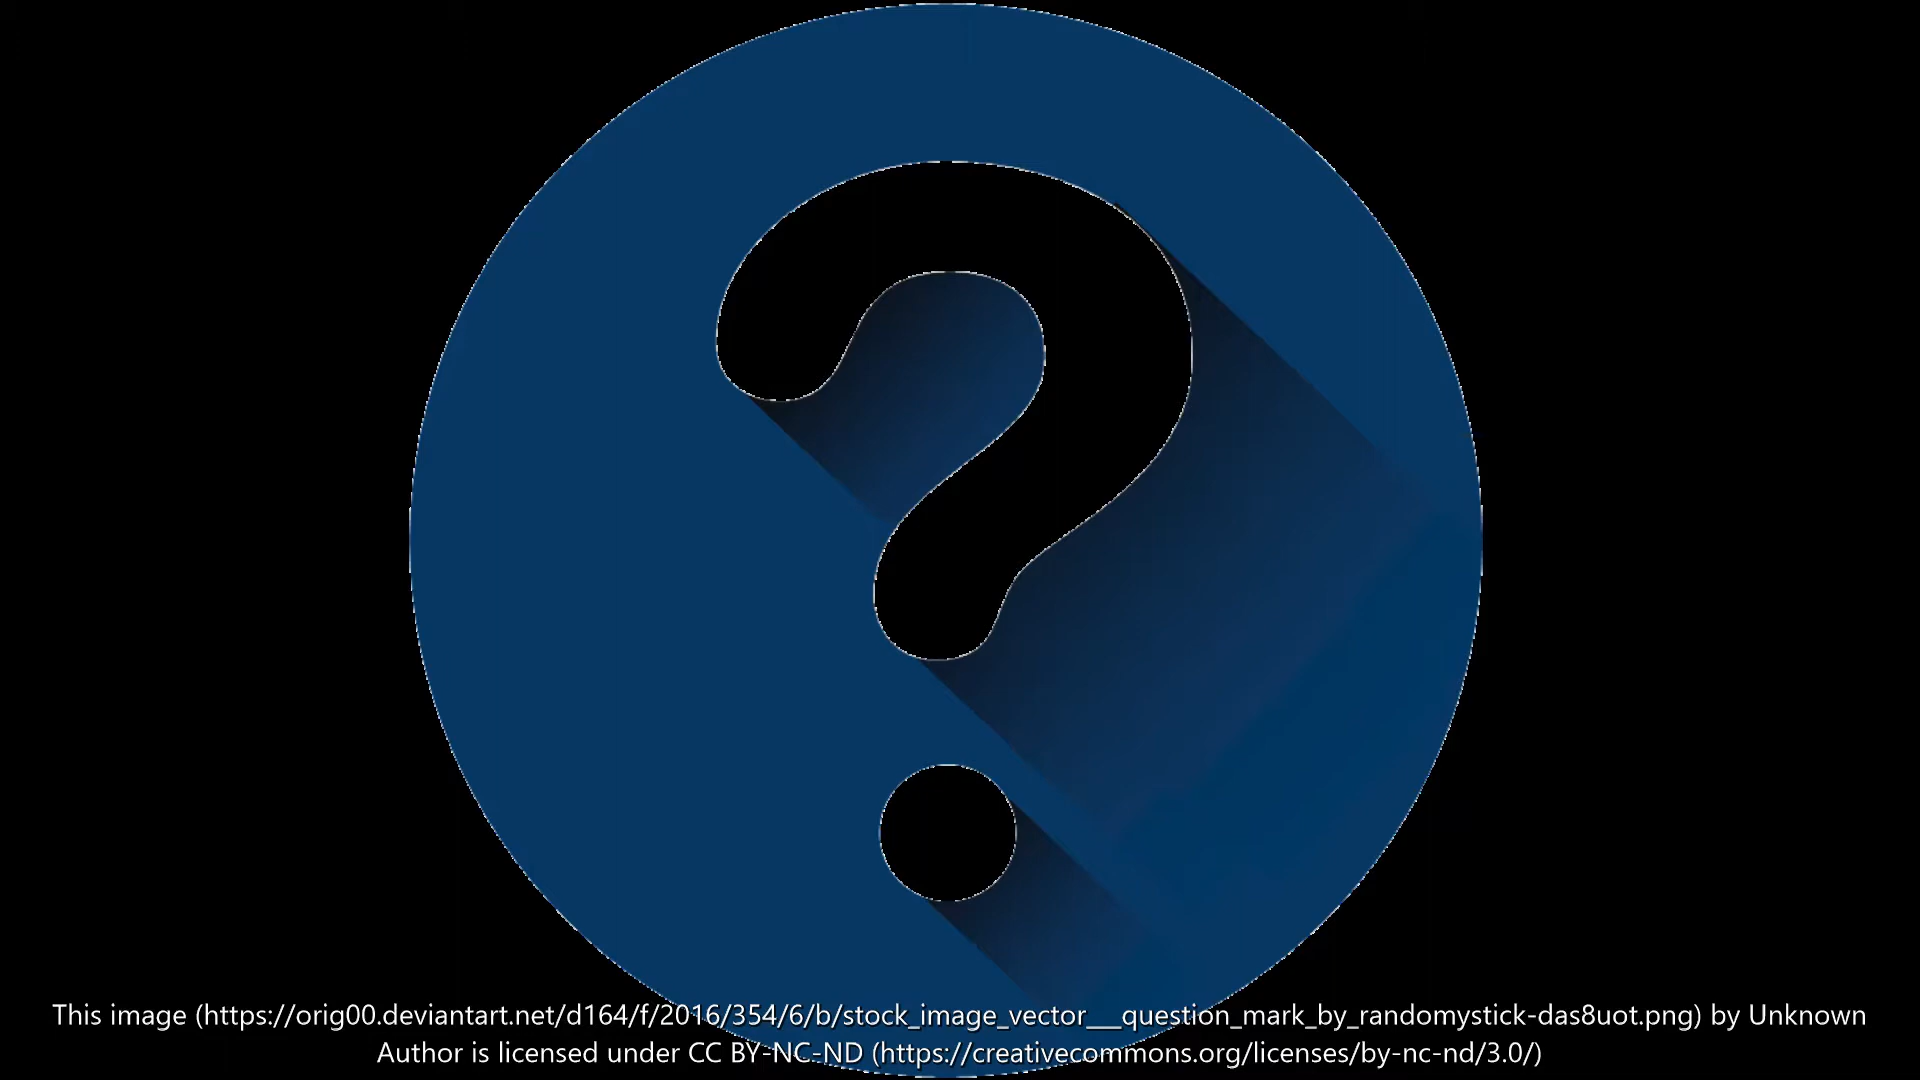 This image (https://orig00.deviantart.net/d164/f/2016/354/6/b/stock_image_vector___question_mark_by_randomystick-das8uot.png) by Unknown
Author is licensed under CC BY-NC-ND (https://creativecommons.org/licenses/by-nc-nd/3.0/)